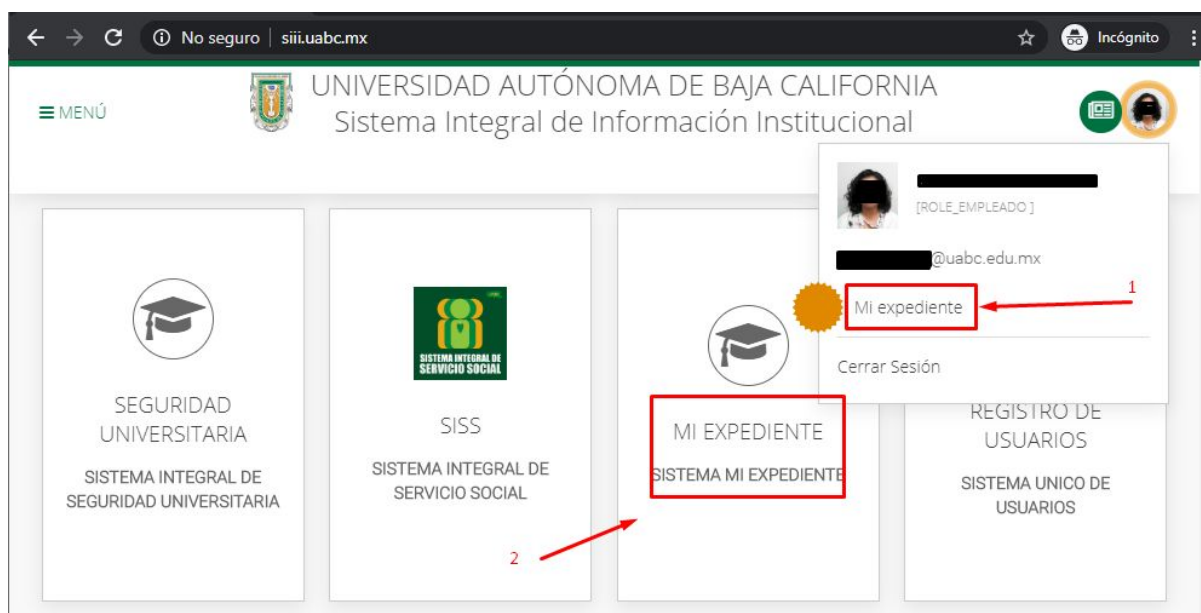 No seguro siii.uabc.mx Incógnito
MENÚ
UNIVERSIDAD AUTÓNOMA DE BAJA CALIFORNIA
Sistema Integral de Información Institucional
[ROLE_EMPLEADO ]
@uabc.edu.mx
Mi expediente
1
Cerrar Sesión
SEGURIDAD
UNIVERSITARIA
SISTEMA INTEGRAL DE
SEGURIDAD UNIVERSITARIA
SISTEMA INTEGRAL DE
SERVICIO SOCIAL
SISS
SISTEMA INTEGRAL DE
SERVICIO SOCIAL
MI EXPEDIENTE
SISTEMA MI EXPEDIENTE
REGISTRO DE
USUARIOS
SISTEMA UNICO DE
USUARIOS
2